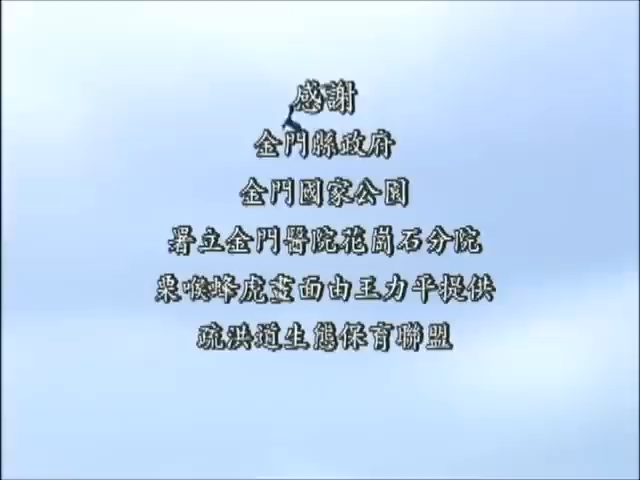 感謝
金門縣政府
金門國家公園
署立金門醫院花崗石分院
栗喉蜂虎畫面由王力平提供
疏洪道生態保育聯盟